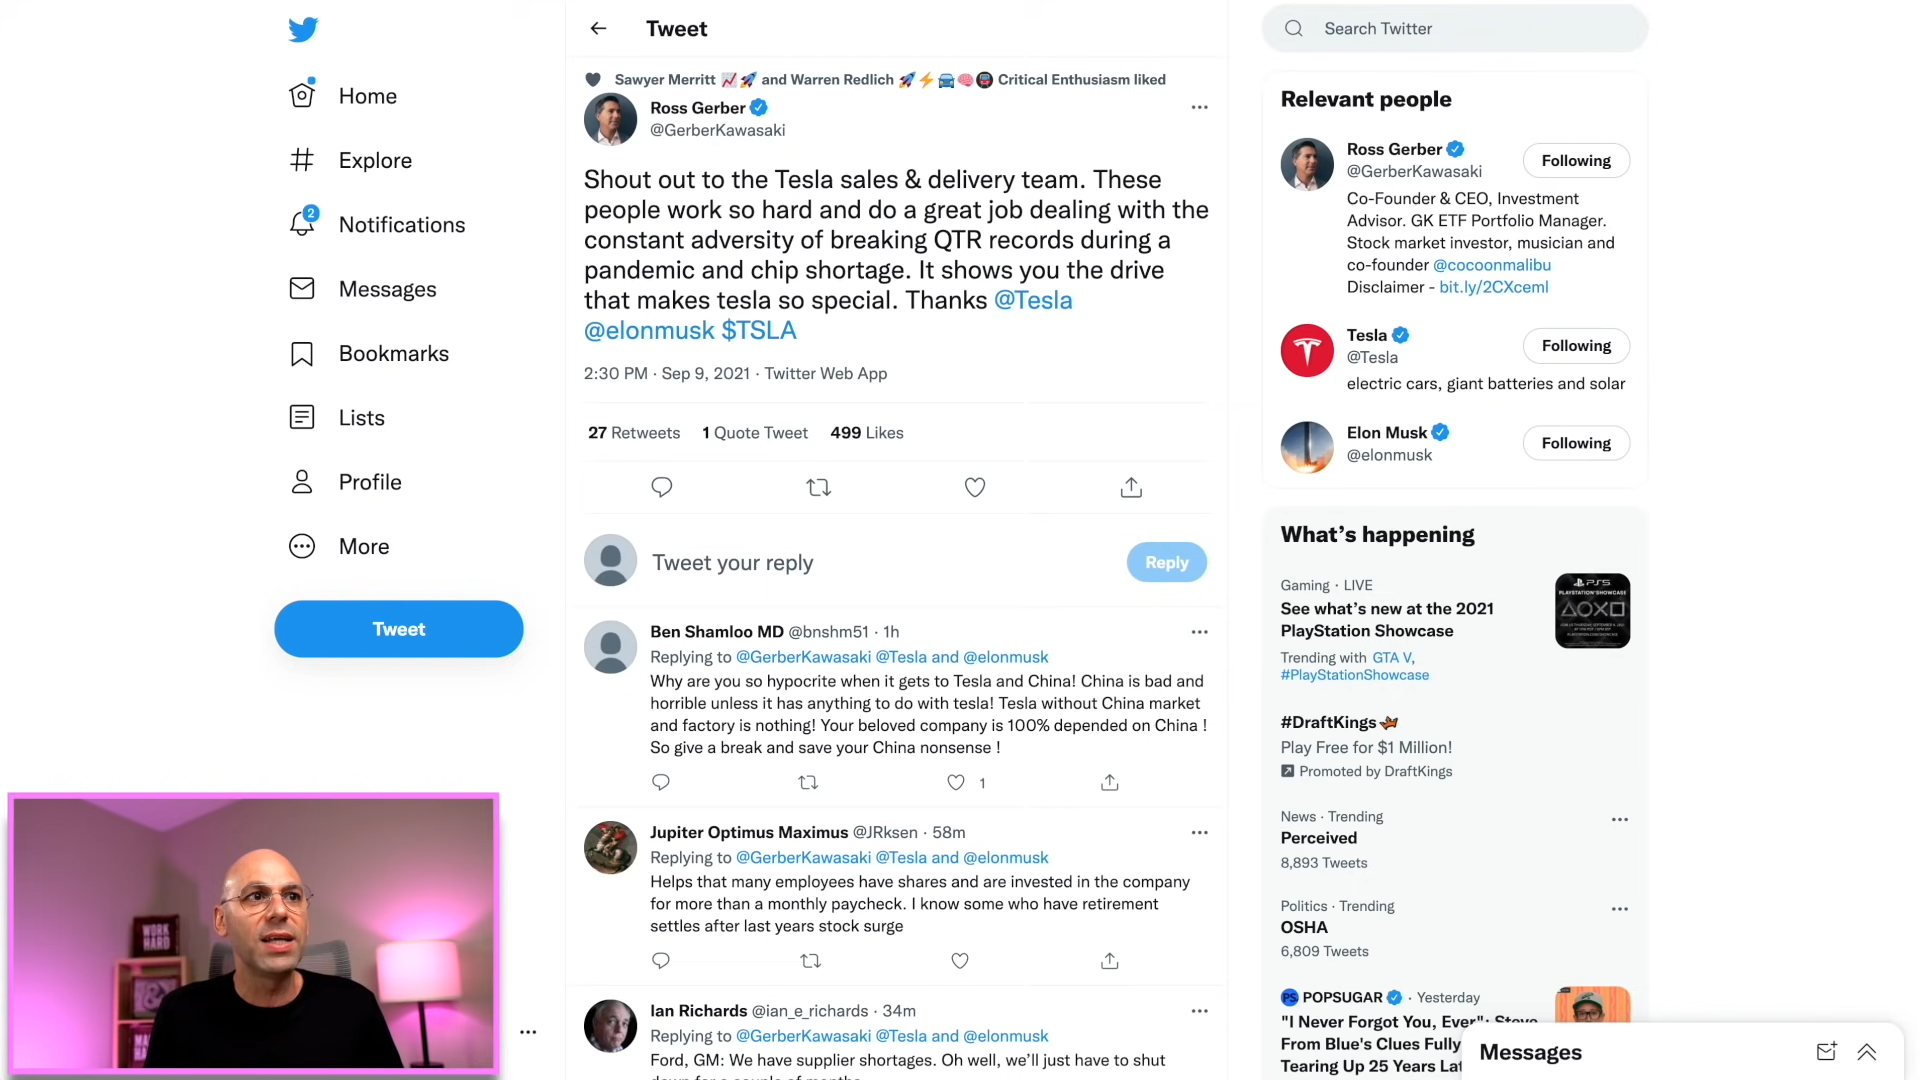 Home
Explore
2
Notifications
Messages
Bookmarks
Lists
Profile
More
Tweet
WORK
HARD
Tweet
Sawyer Merritt 📈🚀 and Warren Redlich 🚀⚡🚘🧠🚇 Critical Enthusiasm liked
Ross Gerber
@GerberKawasaki
Shout out to the Tesla sales & delivery team. These
people work so hard and do a great job dealing with the
constant adversity of breaking QTR records during a
pandemic and chip shortage. It shows you the drive
that makes tesla so special. Thanks @Tesla
@elonmusk $TSLA
2:30 PM · Sep 9, 2021 · Twitter Web App
27 Retweets 1 Quote Tweet 499 Likes
Tweet your reply
Reply
Ben Shamloo MD @bnshm51 · 1h
Replying to @GerberKawasaki @Tesla and @elonmusk
Why are you so hypocrite when it gets to Tesla and China! China is bad and
horrible unless it has anything to do with tesla! Tesla without China market
and factory is nothing! Your beloved company is 100% depended on China !
So give a break and save your China nonsense !
1
Jupiter Optimus Maximus @JRksen · 58m
Replying to @GerberKawasaki @Tesla and @elonmusk
Helps that many employees have shares and are invested in the company
for more than a monthly paycheck. I know some who have retirement
settles after last years stock surge
Ian Richards @ian_e_richards · 34m
Replying to @GerberKawasaki @Tesla and @elonmusk
Ford, GM: We have supplier shortages. Oh well, we'll just have to shut
Search Twitter
Relevant people
Ross Gerber
@GerberKawasaki
Following
Co-Founder & CEO, Investment
Advisor. GK ETF Portfolio Manager.
Stock market investor, musician and
co-founder @cocoonmalibu
Disclaimer - bit.ly/2CXceml
Tesla
@Tesla
Following
electric cars, giant batteries and solar
Elon Musk
@elonmusk
Following
What's happening
Gaming · LIVE
See what's new at the 2021
PlayStation Showcase
Trending with GTA V,
#PlayStationShowcase
PS5
PLAYSTATION SHOWCASE
#DraftKings
Play Free for $1 Million!
Promoted by DraftKings
News · Trending
Perceived
8,893 Tweets
Politics · Trending
OSHA
6,809 Tweets
POPSUGAR · Yesterday
"I Never Forgot You, Ever": Steve
From Blue's Clues Fully
Tearing Up 25 Years Lat
Messages